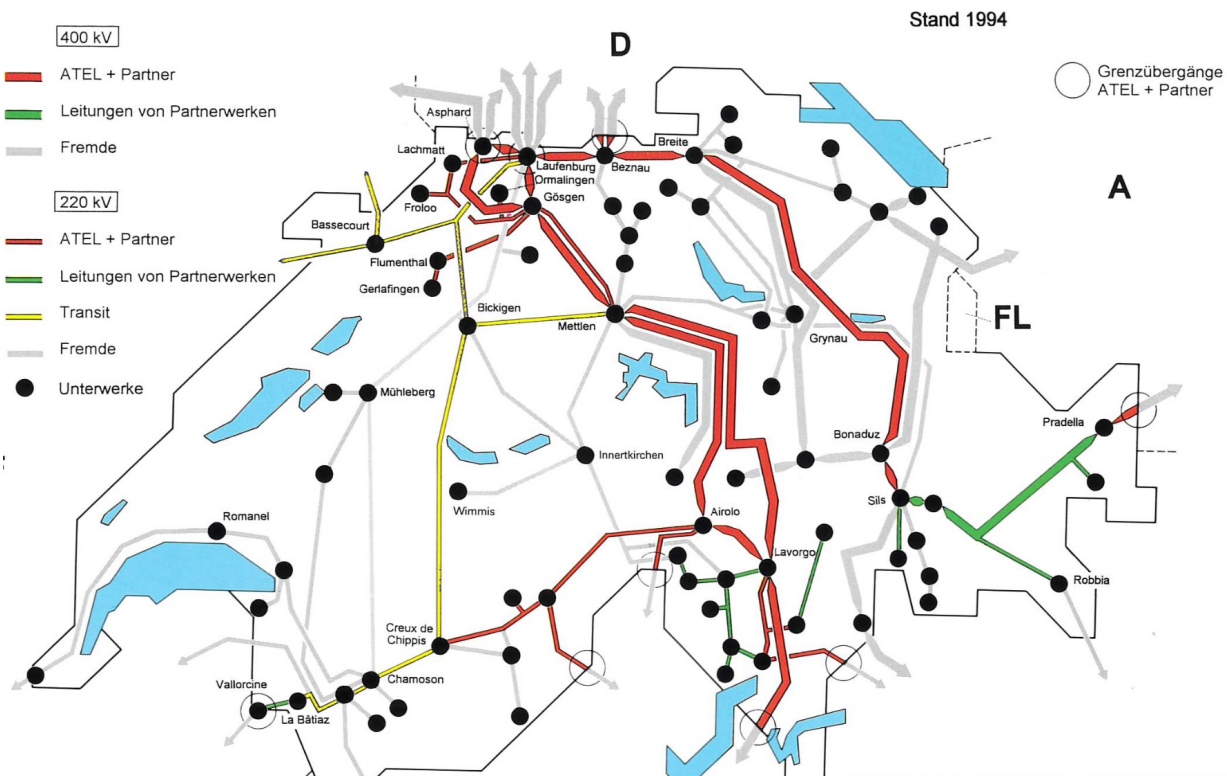 Stand 1994
400 kV
ATEL + Partner
Leitungen von Partnerwerken
Fremde
220 kV
ATEL + Partner
Leitungen von Partnerwerken
Transit
Fremde
Unterwerke
D
Grenzübergänge
ATEL + Partner
A
FL
Asphard
Lachmatt
Breite
Laufenburg
Beznau
Ormalingen
Gösgen
Froloo
Bassecourt
Flumenthal
Gerlafingen
Bickigen
Mettlen
Grynau
Mühleberg
Pradella
Bonaduz
Innertkirchen
Wimmis
Sils
Airolo
Romanel
Lavorgo
Robbia
Creux de
Chippis
Chamoson
Vallorcine
La Bâtiaz